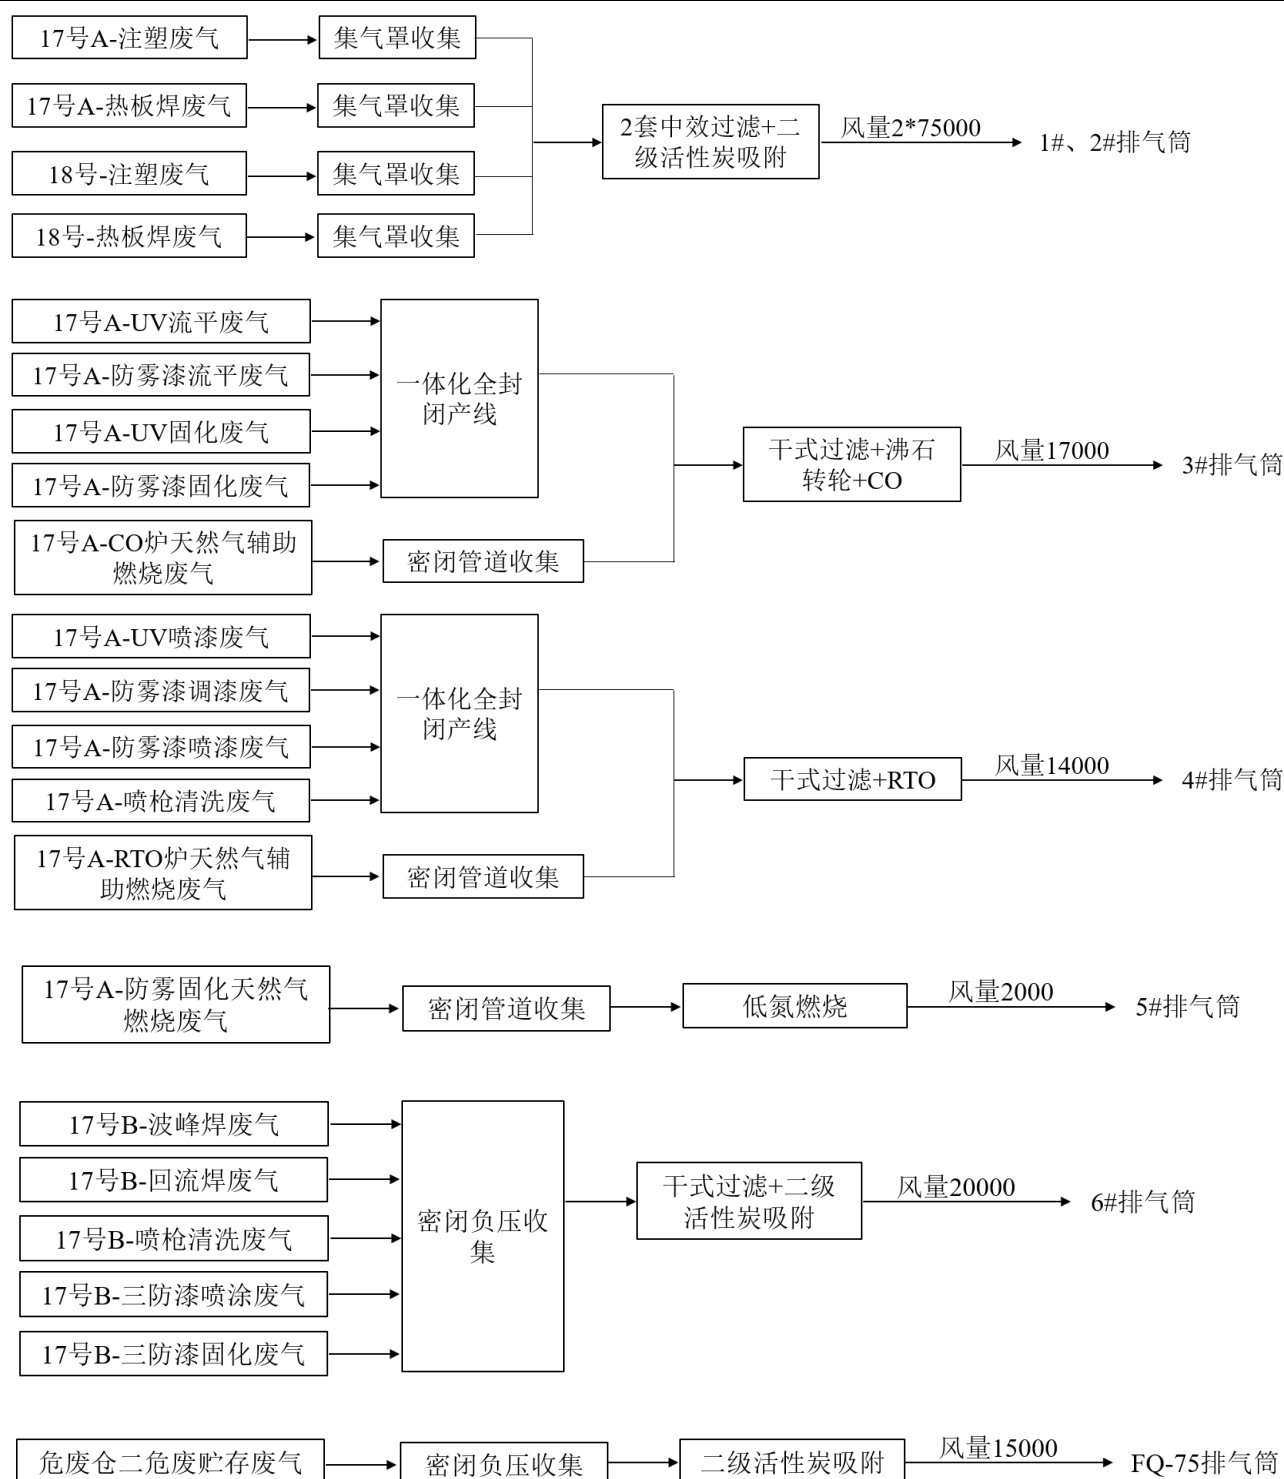 17号A-注塑废气
集气罩收集
17号A-热板焊废气
集气罩收集
18号-注塑废气
集气罩收集
18号-热板焊废气
集气罩收集
2套中效过滤+二
级活性炭吸附
风量2*75000
1#、2#排气筒
17号A-UV流平废气
17号A-防雾漆流平废气
17号A-UV固化废气
17号A-防雾漆固化废气
一体化全封
闭产线
17号A-CO炉天然气辅助
燃烧废气
密闭管道收集
干式过滤+沸石
转轮+CO
风量17000
3#排气筒
17号A-UV喷漆废气
17号A-防雾漆调漆废气
17号A-防雾漆喷漆废气
17号A-喷枪清洗废气
一体化全封
闭产线
17号A-RTO炉天然气辅
助燃烧废气
密闭管道收集
干式过滤+RTO
风量14000
4#排气筒
17号A-防雾固化天然气
燃烧废气
密闭管道收集
低氮燃烧
风量2000
5#排气筒
17号B-波峰焊废气
17号B-回流焊废气
17号B-喷枪清洗废气
17号B-三防漆喷涂废气
17号B-三防漆固化废气
密闭负压收
集
干式过滤+二级
活性炭吸附
风量20000
6#排气筒
危废仓二危废贮存废气
密闭负压收集
二级活性炭吸附
风量15000
FQ-75排气筒